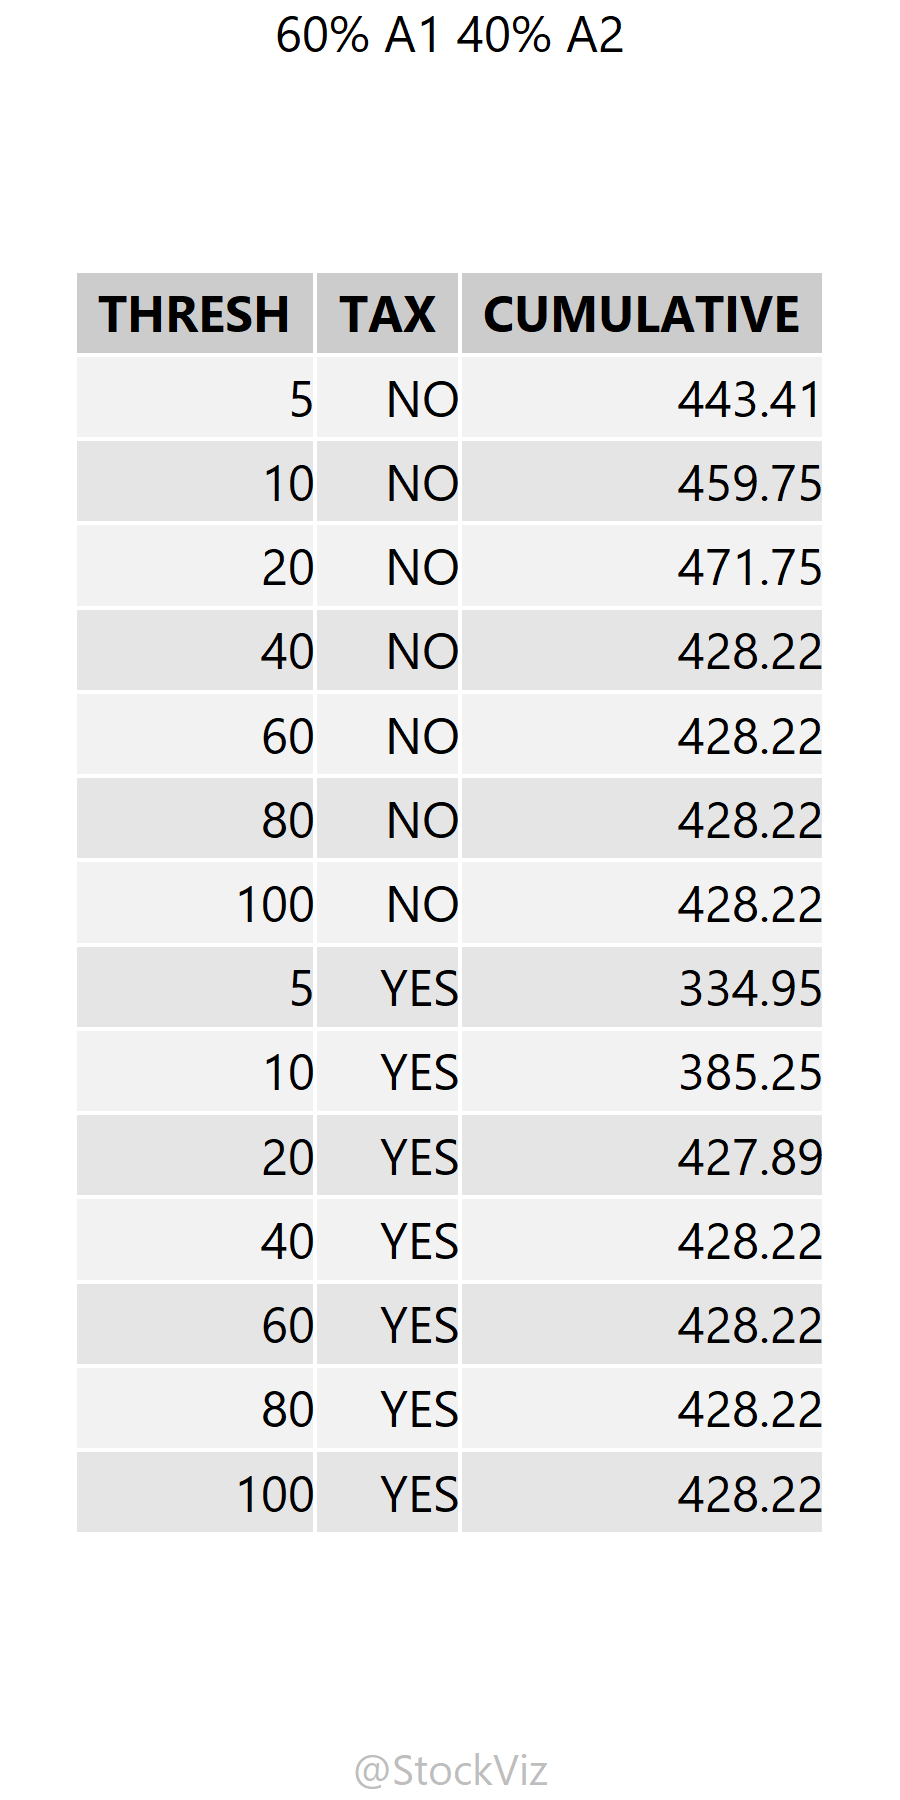 60% A1 40% A2
THRESH TAX CUMULATIVE
5 NO 443.41
10 NO 459.75
20 NO 471.75
40 NO 428.22
60 NO 428.22
80 NO 428.22
100 NO 428.22
5 YES 334.95
10 YES 385.25
20 YES 427.89
40 YES 428.22
60 YES 428.22
80 YES 428.22
100 YES 428.22
@StockViz